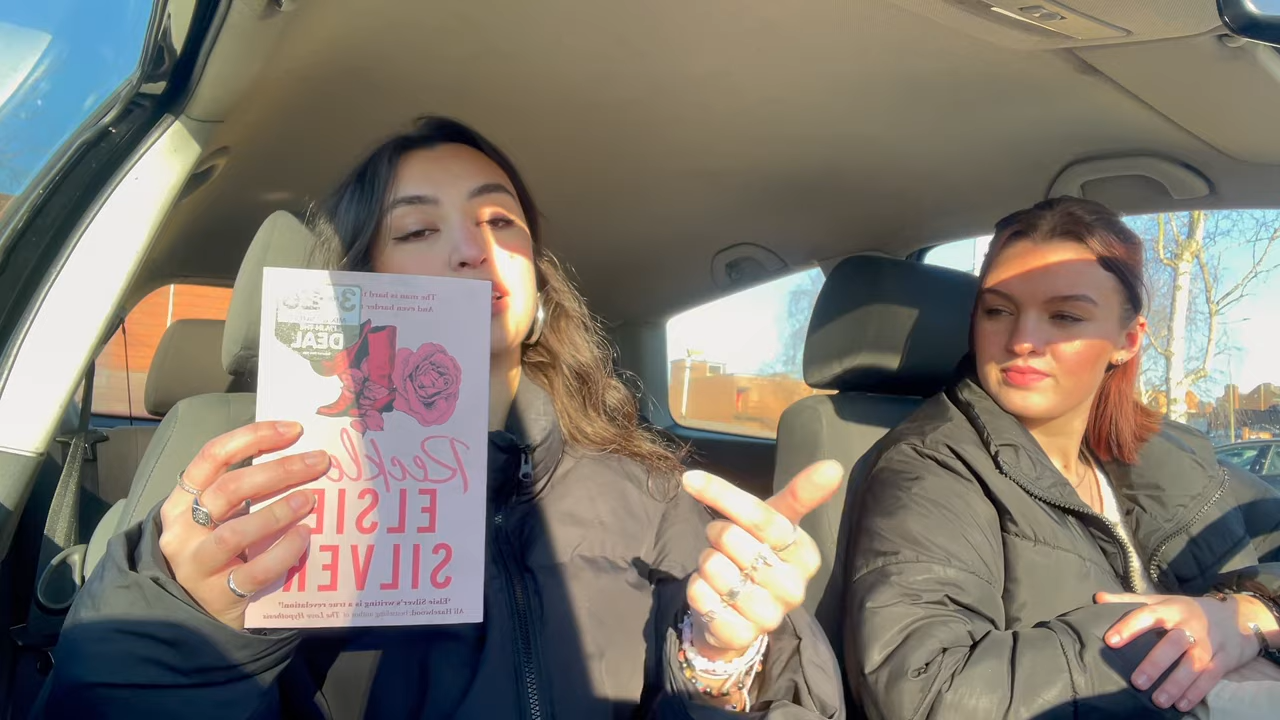 The man is hard
And even harder
DEAL
Reckle
ELSIE
SILVER
"Elsie Silver's writing is a true revelation!"
Ali Hazelwood, bestselling author of The Love Hypothesis